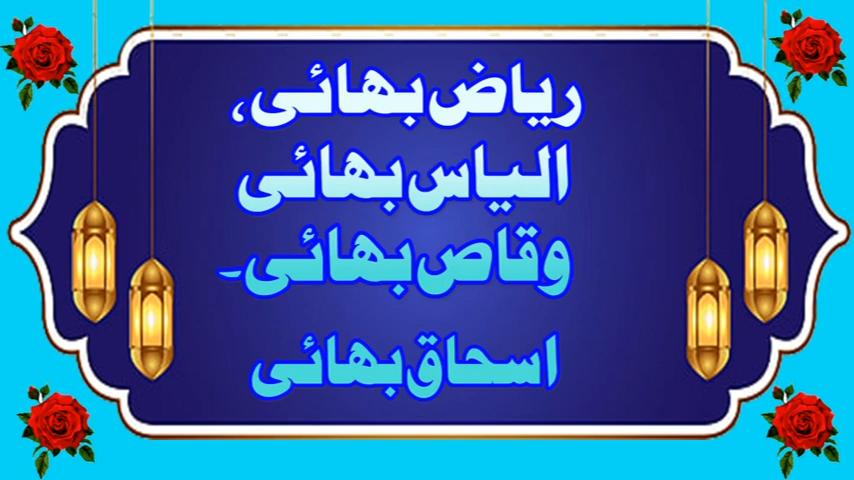 ریاض بھائی،
الیاس بھائی
وقاص بھائی۔
اسحاق بھائی